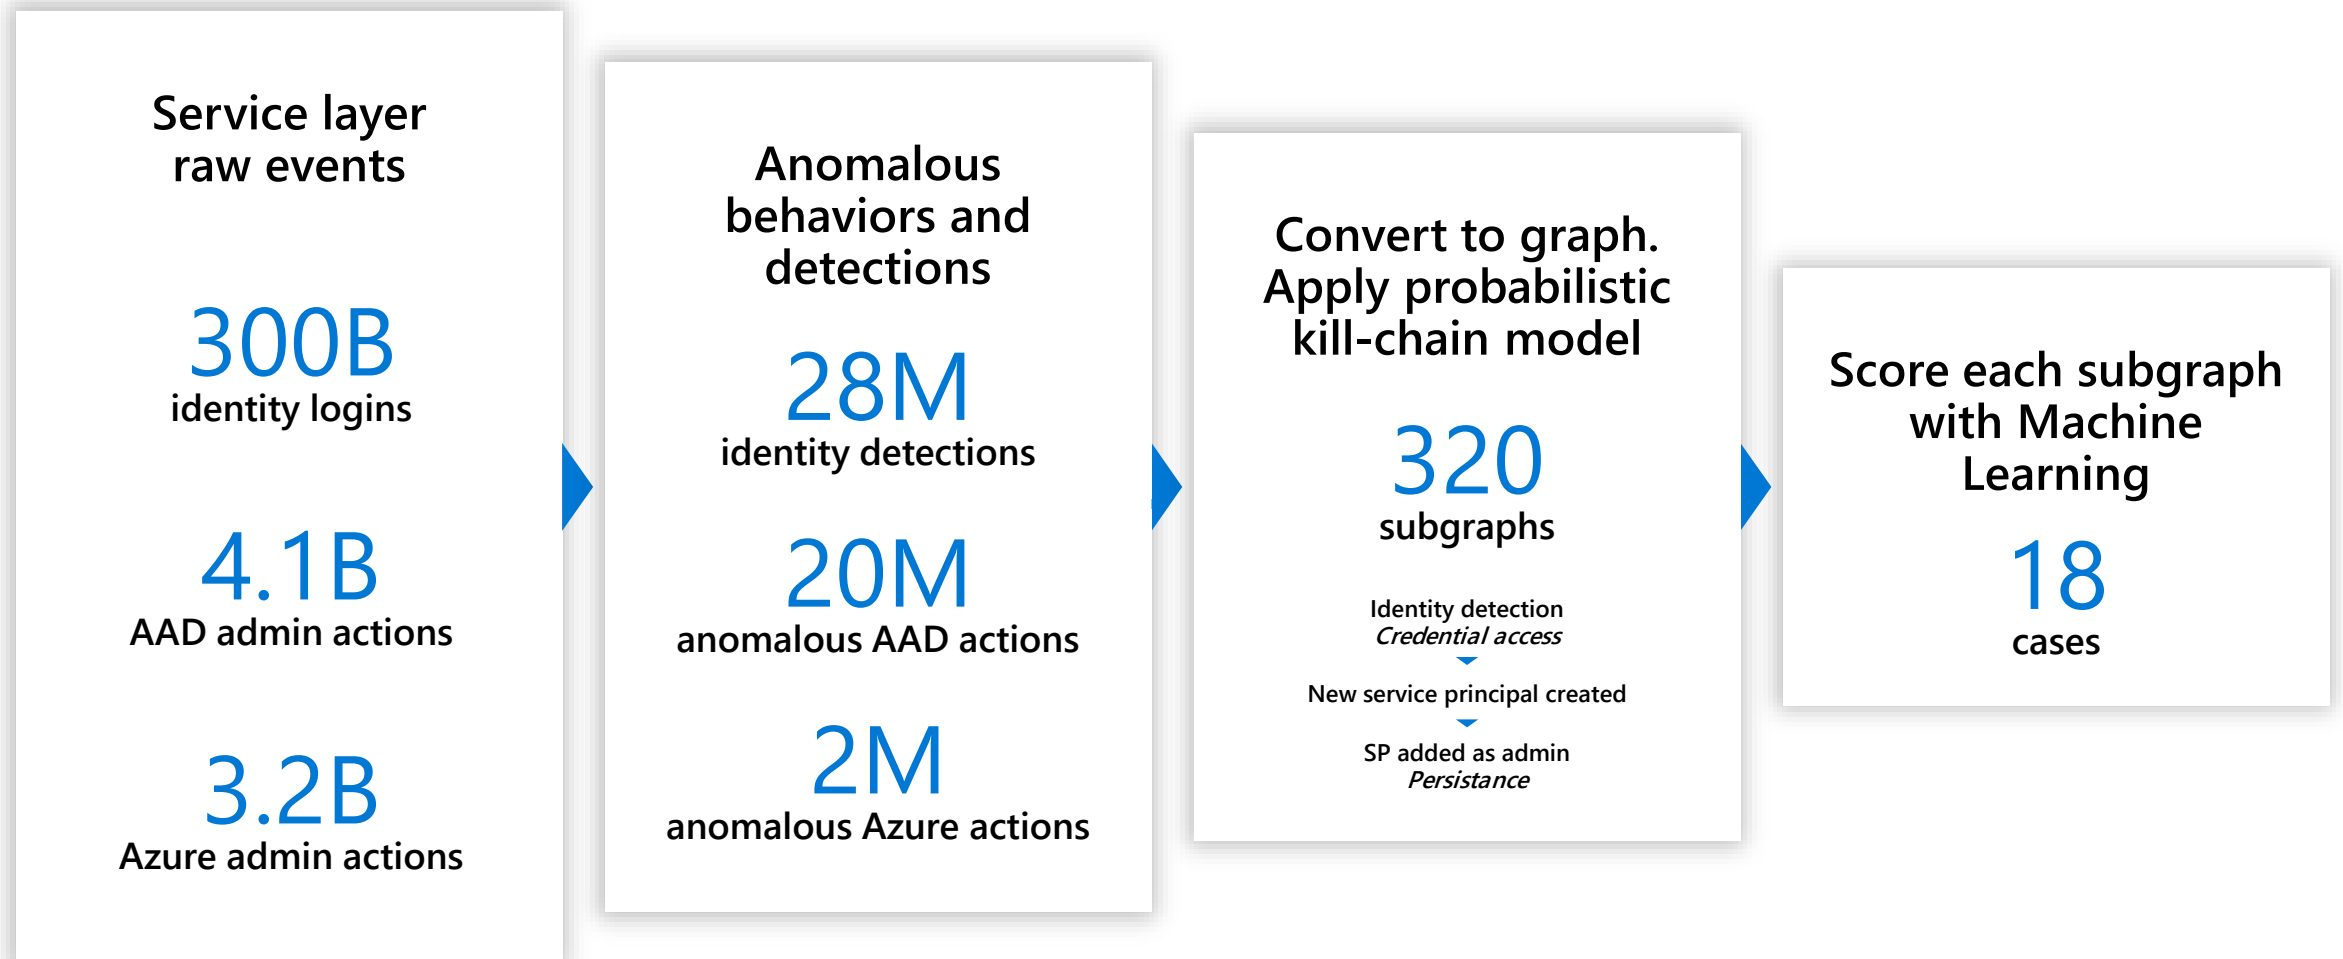 Service layer
raw events
300B
identity logins
4.1B
AAD admin actions
3.2B
Azure admin actions
Anomalous
behaviors and
detections
28M
identity detections
20M
anomalous AAD actions
2M
anomalous Azure actions
Convert to graph.
Apply probabilistic
kill-chain model
320
subgraphs
Identity detection
Credential access
New service principal created
SP added as admin
Persistance
Score each subgraph
with Machine
Learning
18
cases